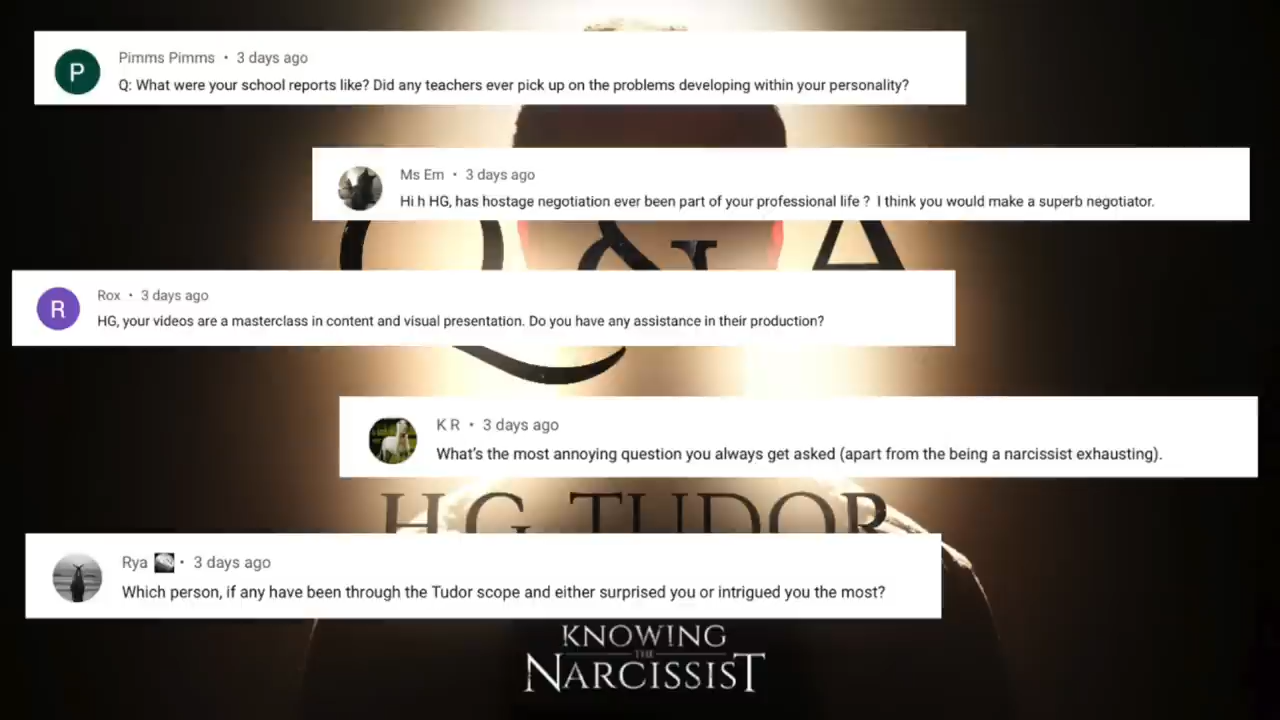 P
Pimms Pimms • 3 days ago
Q: What were your school reports like? Did any teachers ever pick up on the problems developing within your personality?
Ms Em • 3 days ago
Hi h HG, has hostage negotiation ever been part of your professional life ? I think you would make a superb negotiator.
Q & A
R
Rox • 3 days ago
HG, your videos are a masterclass in content and visual presentation. Do you have any assistance in their production?
K R • 3 days ago
What's the most annoying question you always get asked (apart from the being a narcissist exhausting).
HG TUDOR
Rya • 3 days ago
Which person, if any have been through the Tudor scope and either surprised you or intrigued you the most?
KNOWING
THE
NARCISSIST